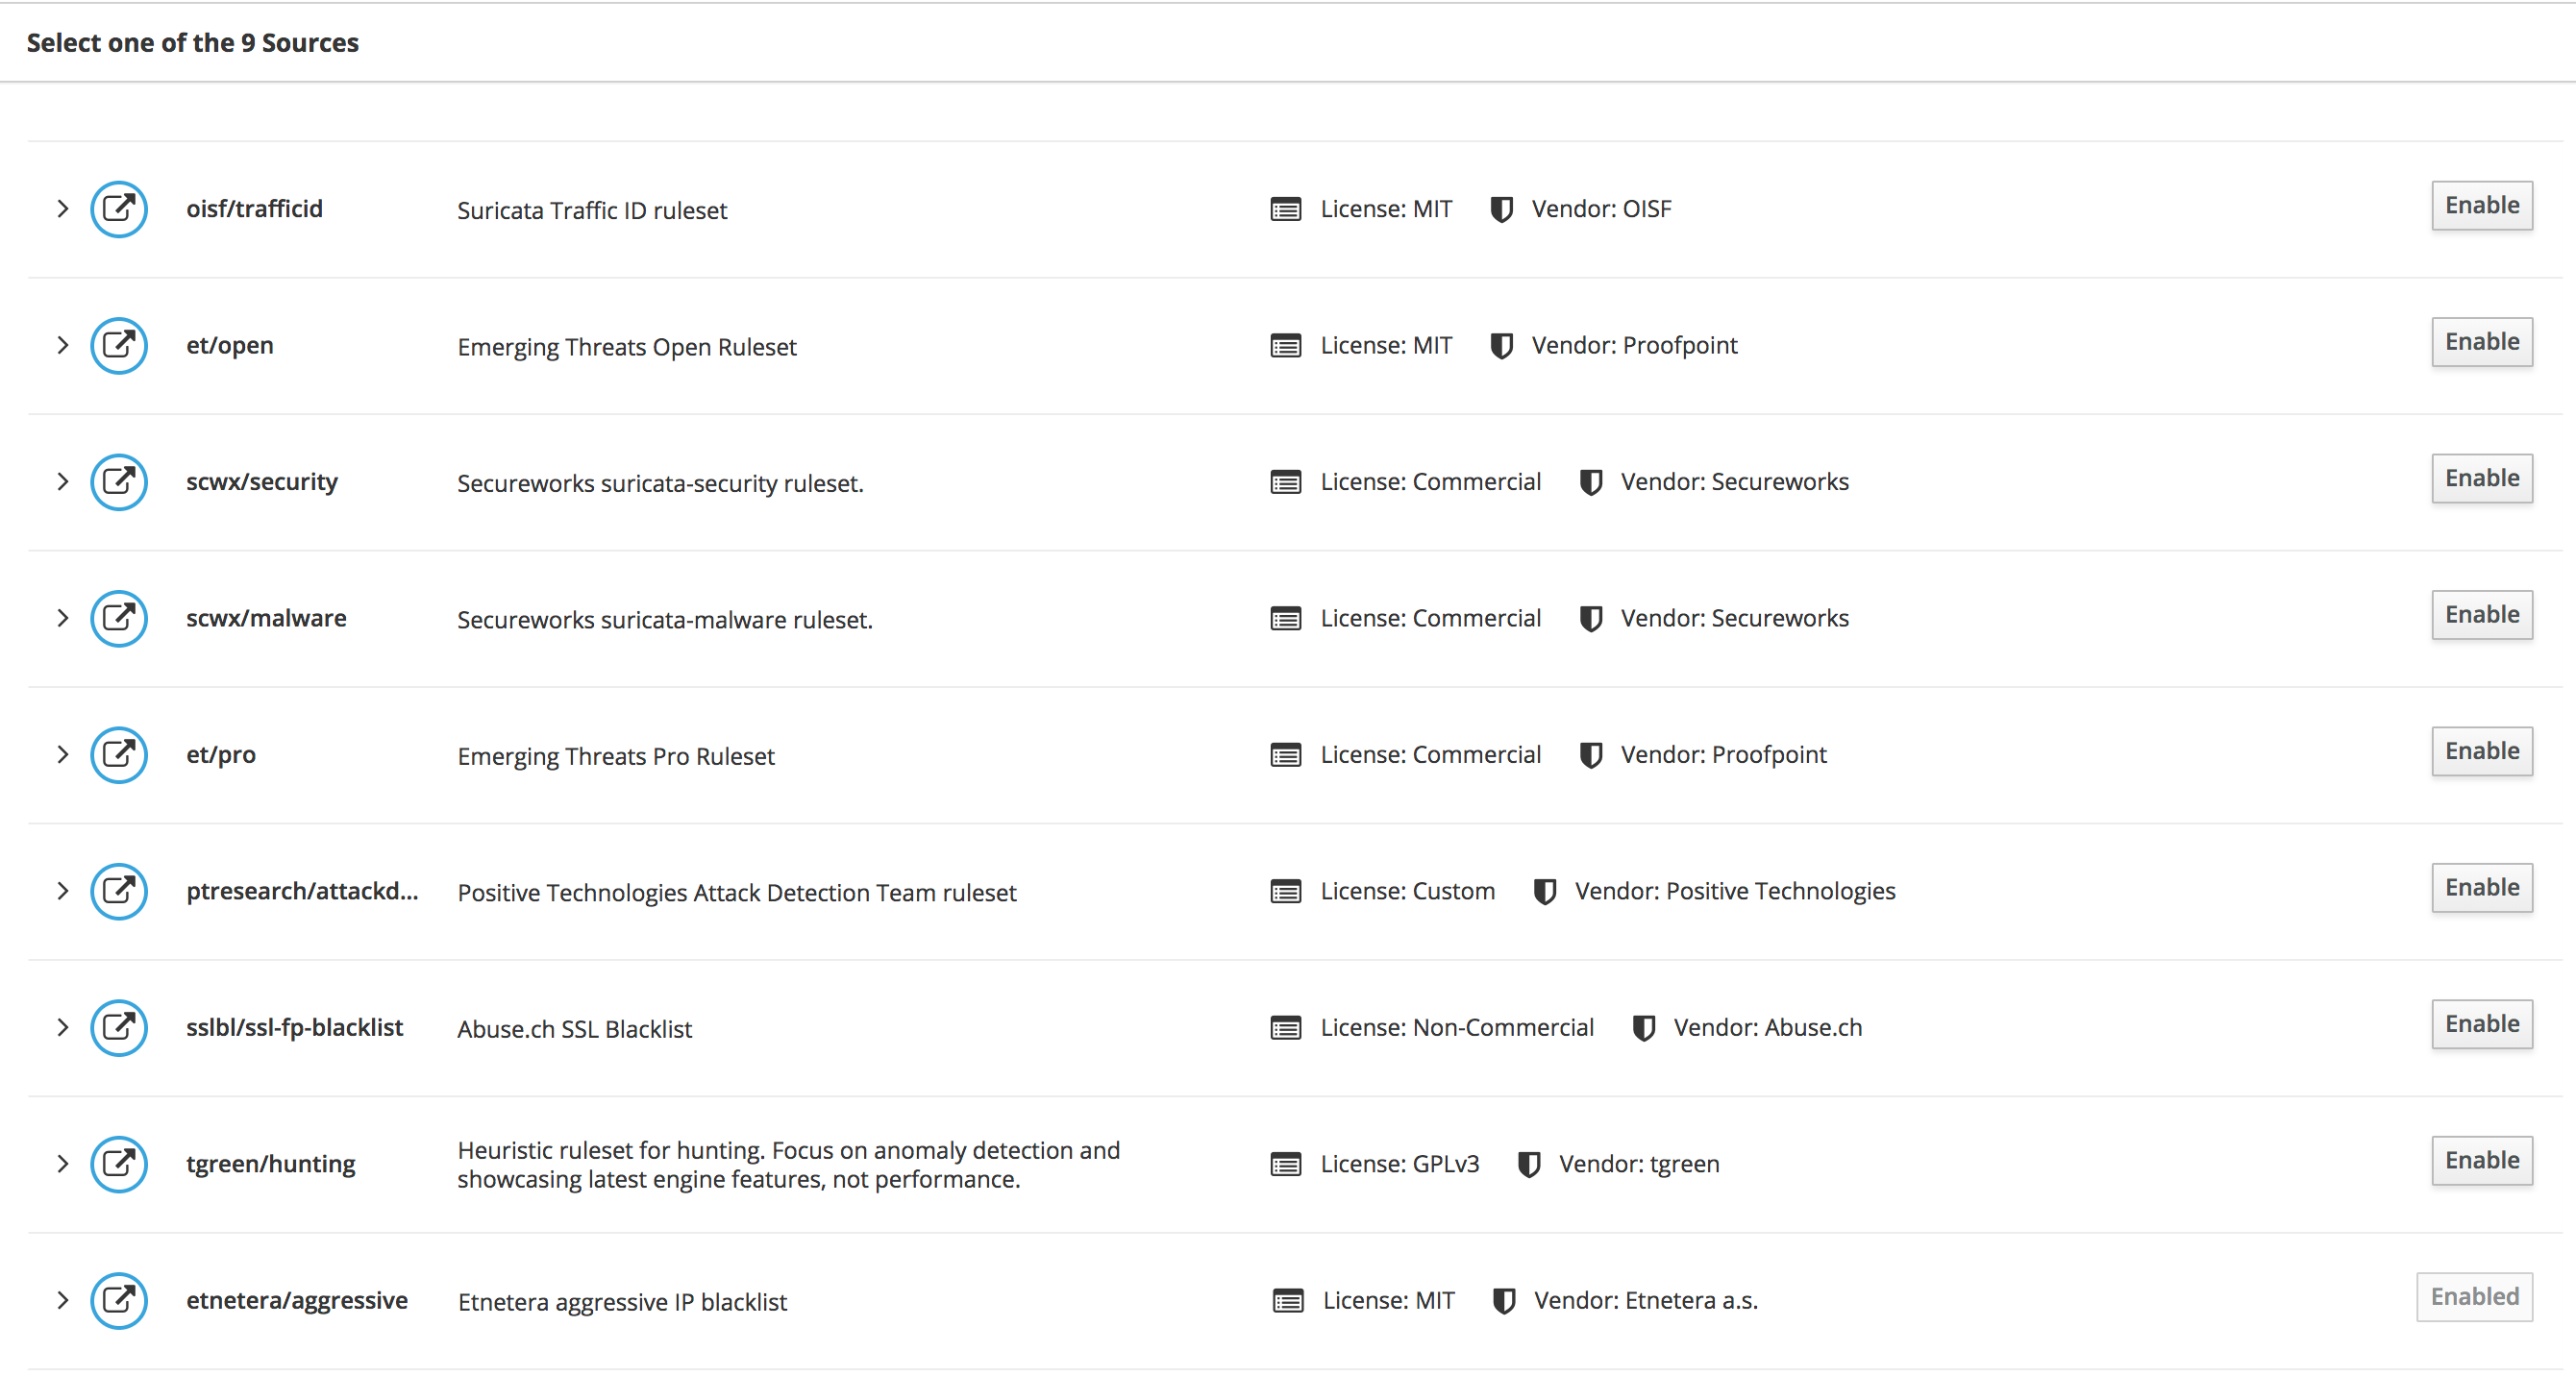 Select one of the 9 Sources
oisf/trafficid Suricata Traffic ID ruleset License: MIT Vendor: OISF Enable
et/open Emerging Threats Open Ruleset License: MIT Vendor: Proofpoint Enable
scwx/security Secureworks suricata-security ruleset. License: Commercial Vendor: Secureworks Enable
scwx/malware Secureworks suricata-malware ruleset. License: Commercial Vendor: Secureworks Enable
et/pro Emerging Threats Pro Ruleset License: Commercial Vendor: Proofpoint Enable
ptresearch/attackd... Positive Technologies Attack Detection Team ruleset License: Custom Vendor: Positive Technologies Enable
sslbl/ssl-fp-blacklist Abuse.ch SSL Blacklist License: Non-Commercial Vendor: Abuse.ch Enable
tgreen/hunting Heuristic ruleset for hunting. Focus on anomaly detection and
showcasing latest engine features, not performance. License: GPLv3 Vendor: tgreen Enable
etnetera/aggressive Etnetera aggressive IP blacklist License: MIT Vendor: Etnetera a.s. Enabled